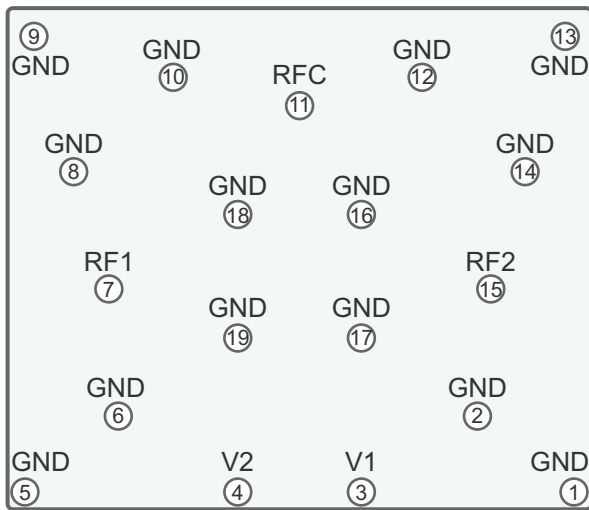 9 13
GND GND GND GND
10 RFC 12
11
GND GND
8 14
GND GND
18 16
RF1 RF2
7 15
GND GND
19 17
GND GND
6 2
GND V2 V1 GND
5 4 3 1